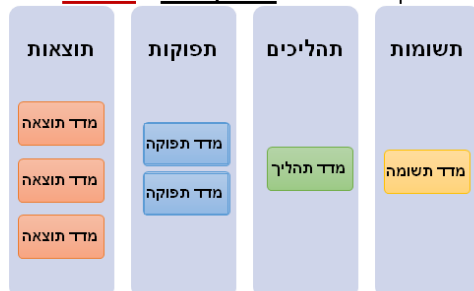 תשומות
תהליכים
תפוקות
תוצאות
מדד תשומה
מדד תהליך
מדד תפוקה
מדד תפוקה
מדד תוצאה
מדד תוצאה
מדד תוצאה